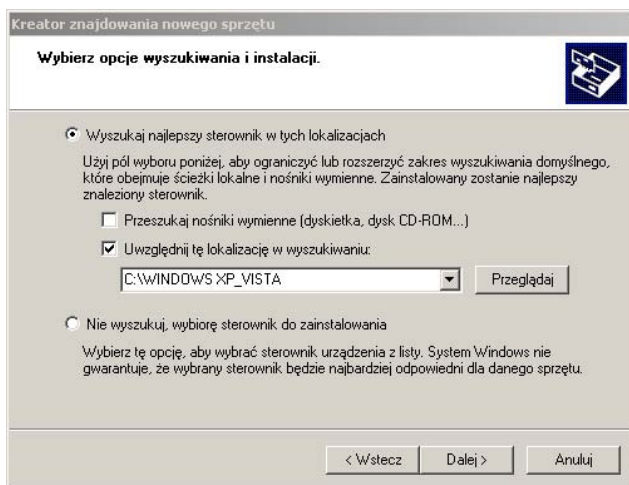 Kreator znajdowania nowego sprzętu
Wybierz opcje wyszukiwania i instalacji.
Wyszukaj najlepszy sterownik w tych lokalizacjach
Użyj pól wyboru poniżej, aby ograniczyć lub rozszerzyć zakres wyszukiwania domyślnego,
które obejmuje ścieżki lokalne i nośniki wymienne. Zainstalowany zostanie najlepszy
znaleziony sterownik.
Przeszukaj nośniki wymienne (dyskietka, dysk CD-ROM...)
Uwzględnij tę lokalizację w wyszukiwaniu:
C:\WINDOWS XP_VISTA
Przeglądaj
Nie wyszukuj, wybiorę sterownik do zainstalowania
Wybierz tę opcję, aby wybrać sterownik urządzenia z listy. System Windows nie
gwarantuje, że wybrany sterownik będzie najbardziej odpowiedni dla danego sprzętu.
< Wstecz Dalej > Anuluj